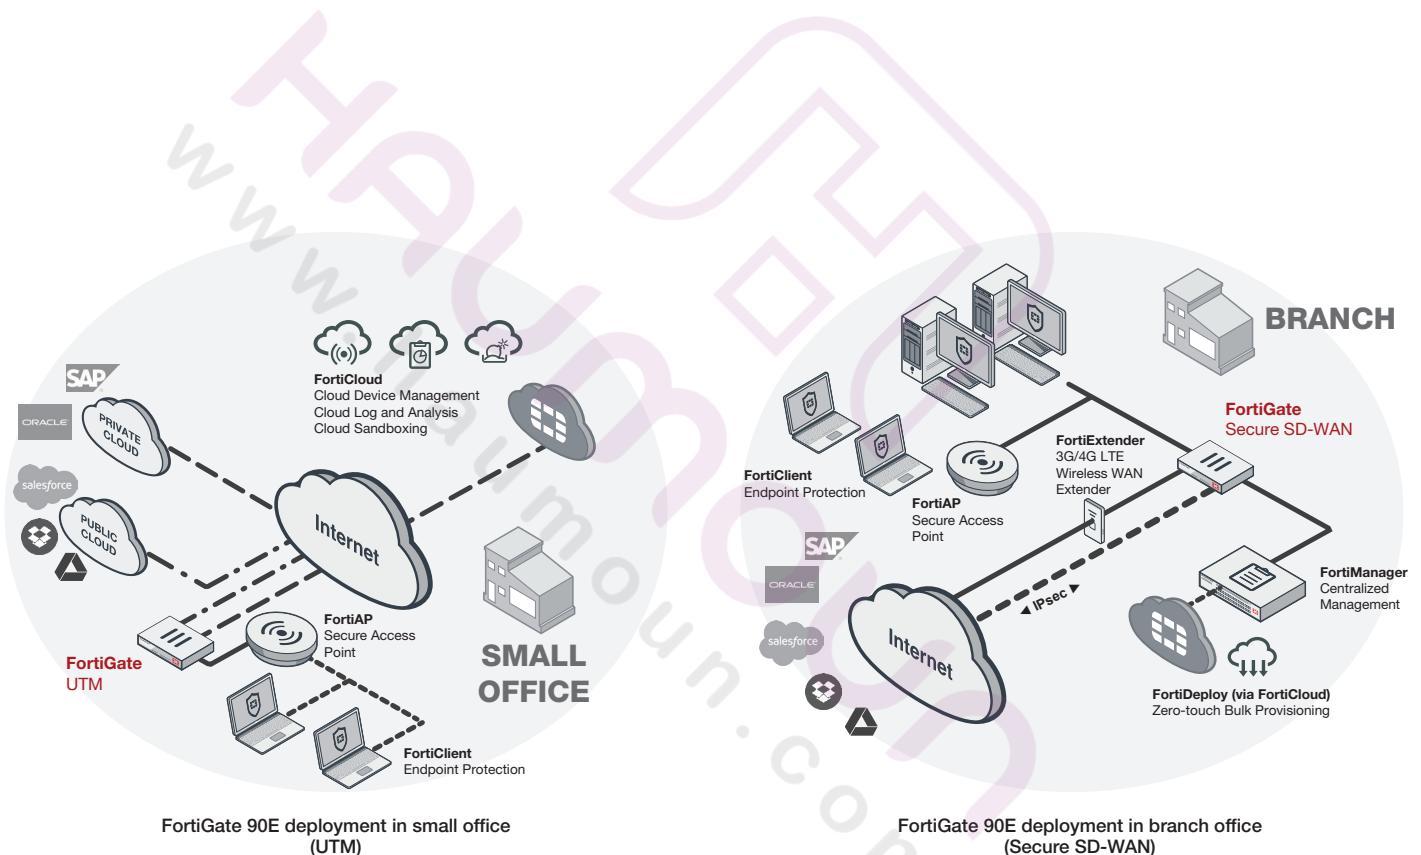 HAUMOUN
www.haumoun.com
SAP
ORACLE
PRIVATE
CLOUD
salesforce
PUBLIC
CLOUD
FortiCloud
Cloud Device Management
Cloud Log and Analysis
Cloud Sandboxing
Internet
FortiAP
Secure Access
Point
FortiGate
UTM
SMALL
OFFICE
FortiClient
Endpoint Protection
FortiGate 90E deployment in small office
(UTM)
BRANCH
FortiGate
Secure SD-WAN
FortiExtender
3G/4G LTE
Wireless WAN
Extender
FortiClient
Endpoint Protection
FortiAP
Secure Access
Point
SAP
ORACLE
salesforce
Internet
IPsec
FortiManager
Centralized
Management
FortiDeploy (via FortiCloud)
Zero-touch Bulk Provisioning
FortiGate 90E deployment in branch office
(Secure SD-WAN)